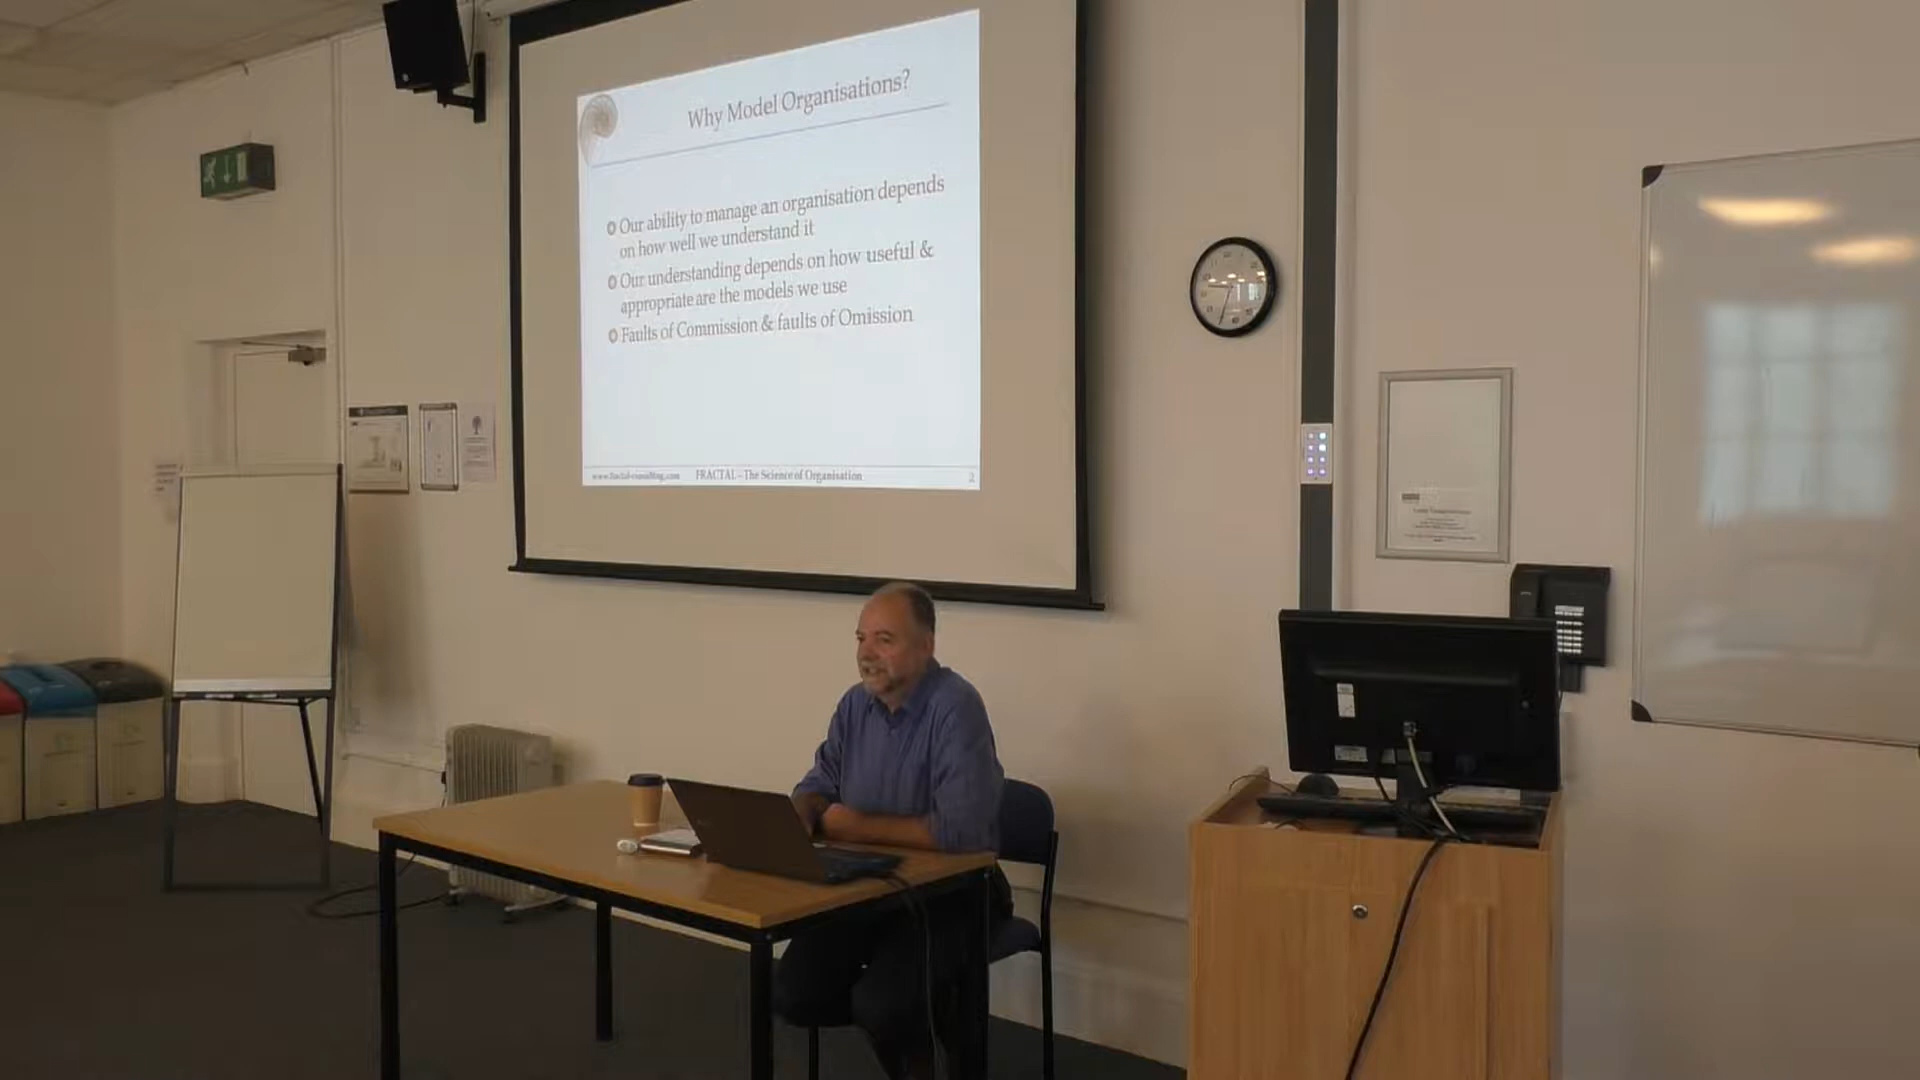 Why Model Organisations?
Our ability to manage an organisation depends
on how well we understand it
Our understanding depends on how useful &
appropriate are the models we use
Faults of Commission & faults of Omission
www.fractal-consulting.com FRACTAL - The Science of Organisation 2